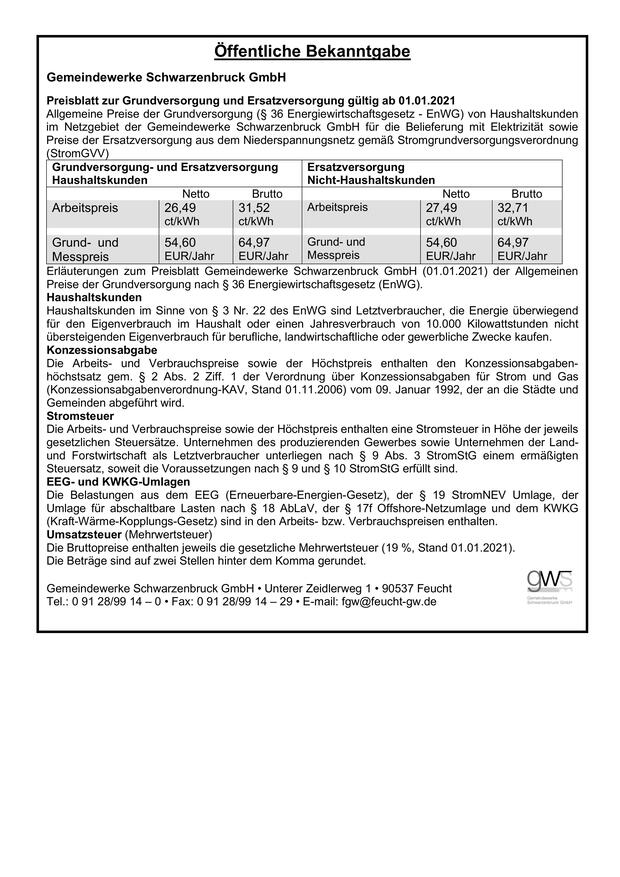 Öffentliche Bekanntgabe
Gemeindewerke Schwarzenbruck GmbH
Preisblatt zur Grundversorgung und Ersatzversorgung gültig ab 01.01.2021
Allgemeine Preise der Grundversorgung (§ 36 Energiewirtschaftsgesetz - EnWG) von Haushaltskunden
im Netzgebiet der Gemeindewerke Schwarzenbruck GmbH für die Belieferung mit Elektrizität sowie
Preise der Ersatzversorgung aus dem Niederspannungsnetz gemäß Stromgrundversorgungsverordnung
(StromGVV)
Grundversorgung- und Ersatzversorgung Ersatzversorgung
Haushaltskunden Nicht-Haushaltskunden
Netto Brutto Netto Brutto
Arbeitspreis 26,49 31,52 Arbeitspreis 27,49 32,71
ct/kWh ct/kWh ct/kWh ct/kWh
Grund- und 54,60 64,97 Grund- und 54,60 64,97
Messpreis EUR/Jahr EUR/Jahr Messpreis EUR/Jahr EUR/Jahr
Erläuterungen zum Preisblatt Gemeindewerke Schwarzenbruck GmbH (01.01.2021) der Allgemeinen
Preise der Grundversorgung nach § 36 Energiewirtschaftsgesetz (EnWG).
Haushaltskunden
Haushaltskunden im Sinne von § 3 Nr. 22 des EnWG sind Letztverbraucher, die Energie überwiegend
für den Eigenverbrauch im Haushalt oder einen Jahresverbrauch von 10.000 Kilowattstunden nicht
übersteigenden Eigenverbrauch für berufliche, landwirtschaftliche oder gewerbliche Zwecke kaufen.
Konzessionsabgabe
Die Arbeits- und Verbrauchspreise sowie der Höchstpreis enthalten den Konzessionsabgaben-
höchstsatz gem. § 2 Abs. 2 Ziff. 1 der Verordnung über Konzessionsabgaben für Strom und Gas
(Konzessionsabgabenverordnung-KAV, Stand 01.11.2006) vom 09. Januar 1992, der an die Städte und
Gemeinden abgeführt wird.
Stromsteuer
Die Arbeits- und Verbrauchspreise sowie der Höchstpreis enthalten eine Stromsteuer in Höhe der jeweils
gesetzlichen Steuersätze. Unternehmen des produzierenden Gewerbes sowie Unternehmen der Land-
und Forstwirtschaft als Letztverbraucher unterliegen nach § 9 Abs. 3 StromStG einem ermäßigten
Steuersatz, soweit die Voraussetzungen nach § 9 und § 10 StromStG erfüllt sind.
EEG- und KWKG-Umlagen
Die Belastungen aus dem EEG (Erneuerbare-Energien-Gesetz), der § 19 StromNEV Umlage, der
Umlage für abschaltbare Lasten nach § 18 AbLaV, der § 17f Offshore-Netzumlage und dem KWKG
(Kraft-Wärme-Kopplungs-Gesetz) sind in den Arbeits- bzw. Verbrauchspreisen enthalten.
Umsatzsteuer (Mehrwertsteuer)
Die Bruttopreise enthalten jeweils die gesetzliche Mehrwertsteuer (19 %, Stand 01.01.2021).
Die Beträge sind auf zwei Stellen hinter dem Komma gerundet.
Gemeindewerke Schwarzenbruck GmbH • Unterer Zeidlerweg 1 • 90537 Feucht
Tel.: 0 91 28/99 14 – 0 • Fax: 0 91 28/99 14 – 29 • E-mail: fgw@feucht-gw.de
gws
Gemeindewerke
Schwarzenbruck GmbH